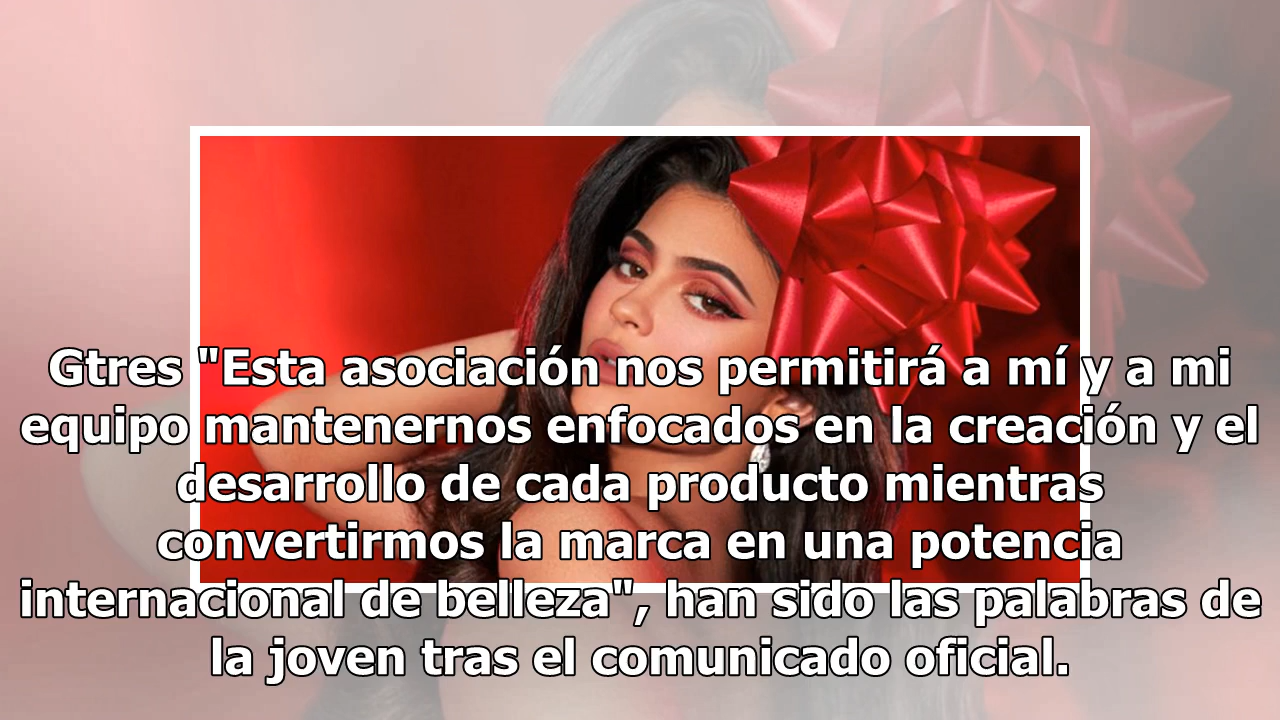 Gtres "Esta asociación nos permitirá a mí y a mi
equipo mantenernos enfocados en la creación y el
desarrollo de cada producto mientras
convertirmos la marca en una potencia
internacional de belleza", han sido las palabras de
la joven tras el comunicado oficial.